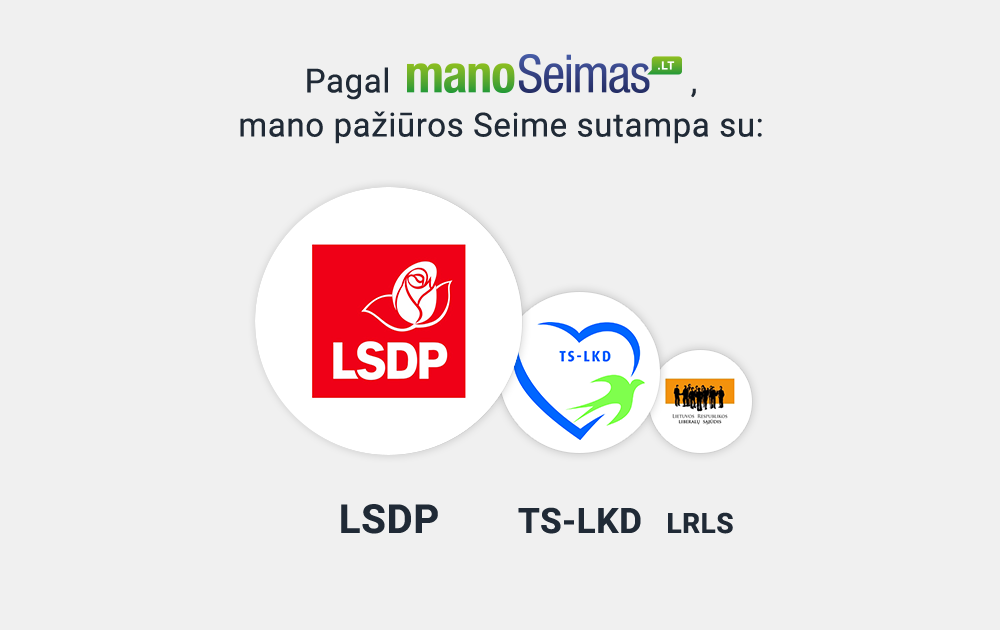 Pagal manoSeimas.LT ,
mano pažiūros Seime sutampa su:
LSDP
TS-LKD
LIETUVOS RESPUBLIKOS
LIBERALŲ SĄJŪDIS
LSDP TS-LKD LRLS